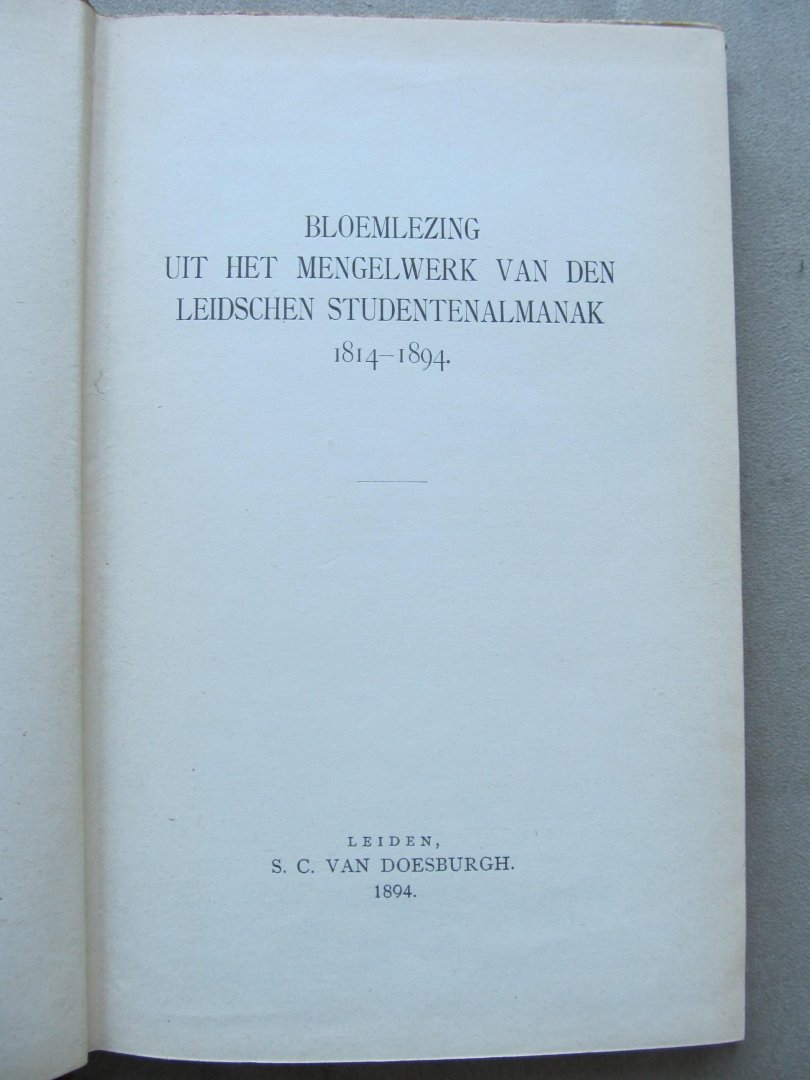 BLOEMLEZING
UIT HET MENGELWERK VAN DEN
LEIDSCHEN STUDENTENALMANAK
1814–1894.
LEIDEN,
S. C. VAN DOESBURGH.
1894.